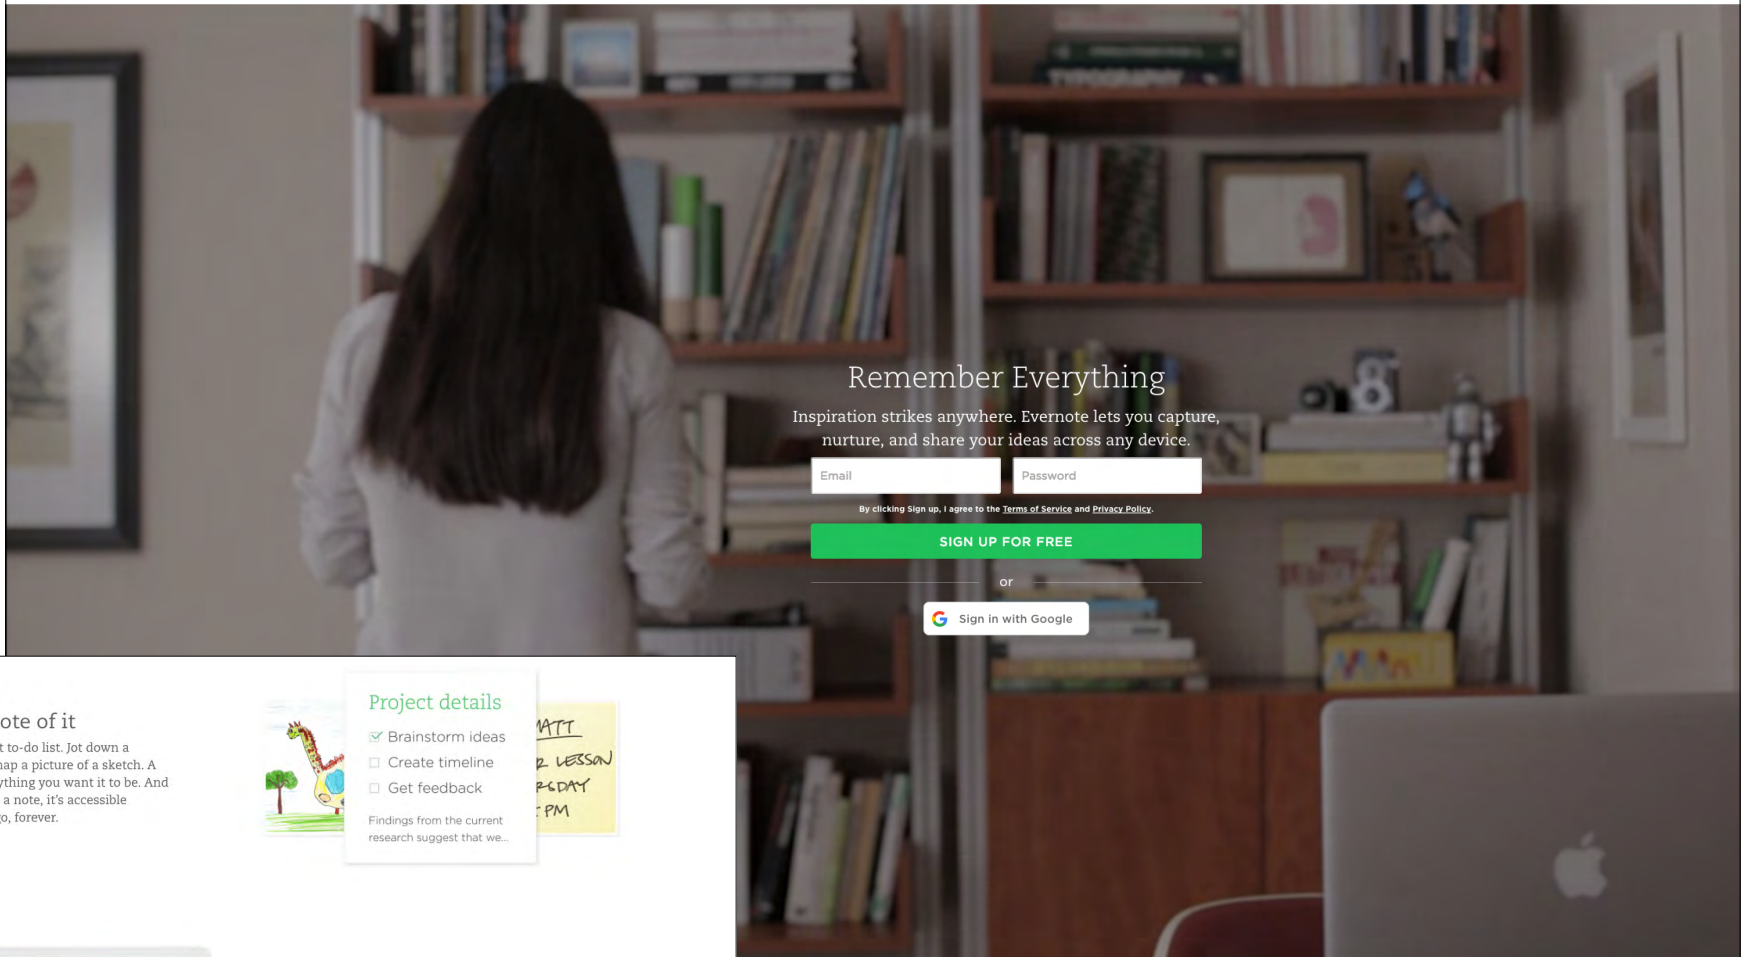 TYPOGRAPHY
Remember Everything
Inspiration strikes anywhere. Evernote lets you capture,
nurture, and share your ideas across any device.
Email
Password
By clicking Sign up, I agree to the Terms of Service and Privacy Policy.
SIGN UP FOR FREE
or
Sign in with Google
ote of it
t to-do list. Jot down a
nap a picture of a sketch. A
ything you want it to be. And
a note, it's accessible
go, forever.
Project details
Brainstorm ideas
Create timeline
Get feedback
Findings from the current
research suggest that we...
MATT
LESSON
PM